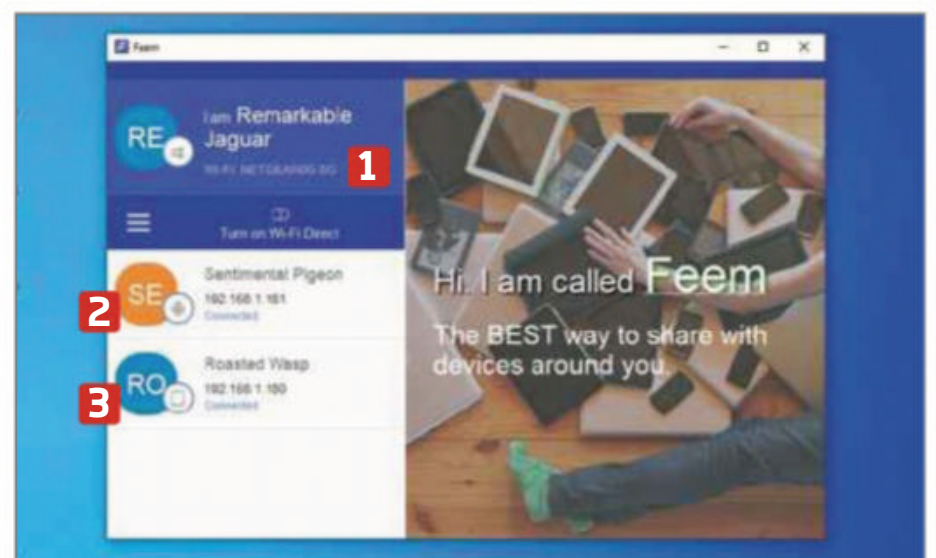 Feem
RE
I am Remarkable
Jaguar
1
Turn on Wi-Fi Direct
SE
Sentimental Pigeon
192.168.1.161
Connected
2
RO
Roasted Wasp
192.168.1.180
Connected
3
Hi. I am called Feem
The BEST way to share with
devices around you.